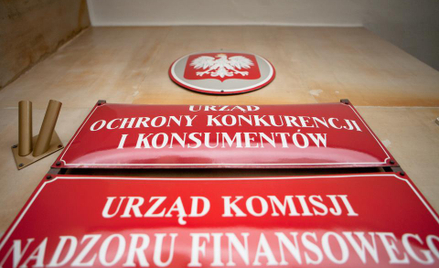 URZĄD
OCHRONY KONKURENCJI
I KONSUMENTÓW
URZĄD KOMISJI
NADZORU FINANSOWEGO